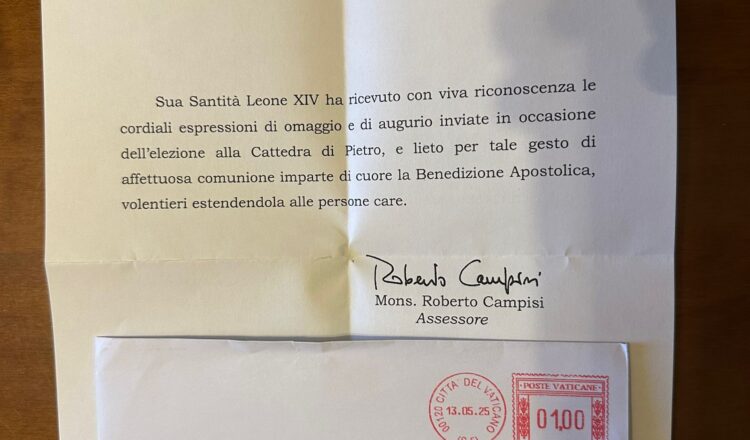 Sua Santità Leone XIV ha ricevuto con viva riconoscenza le
cordiali espressioni di omaggio e di augurio inviate in occasione
dell'elezione alla Cattedra di Pietro, e lieto per tale gesto di
affettuosa comunione imparte di cuore la Benedizione Apostolica,
volentieri estendendola alle persone care.
Roberto Campisi
Mons. Roberto Campisi
Assessore
00120 CITTÀ DEL VATICANO
13.05.25
POSTE VATICANE
01,00